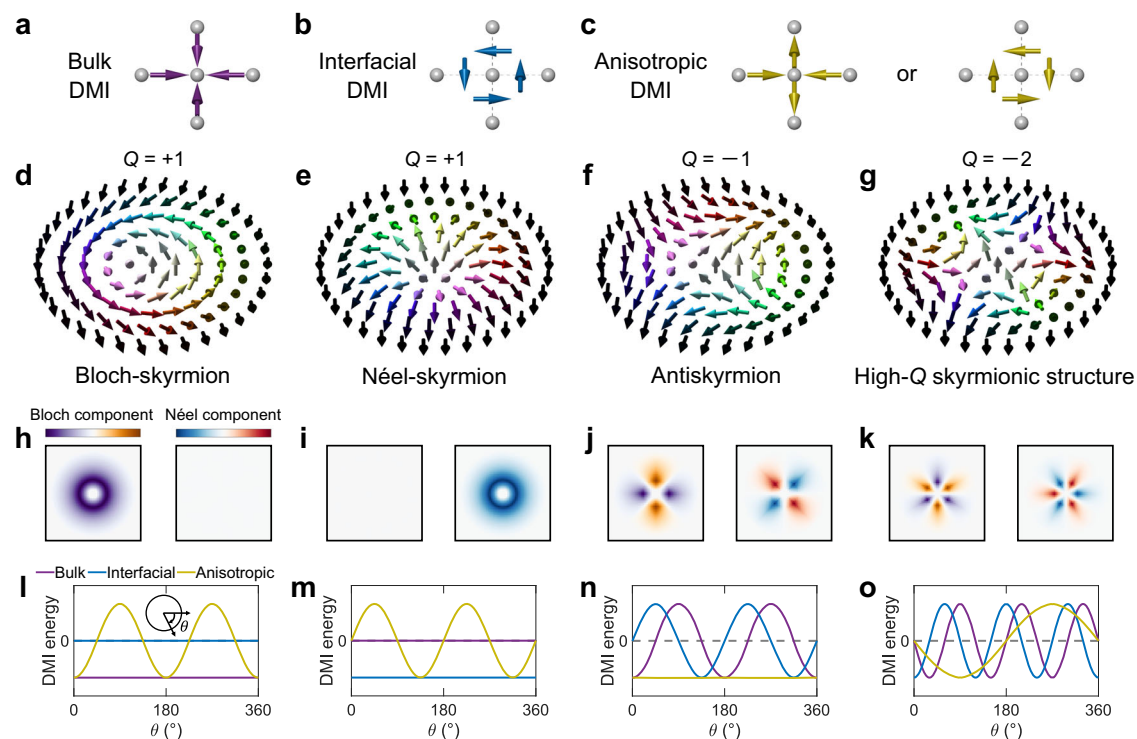 a
Bulk
DMI
b
Interfacial
DMI
c
Anisotropic
DMI
or
d
Q = +1
Bloch-skyrmion
e
Q = +1
Néel-skyrmion
f
Q = −1
Antiskyrmion
g
Q = −2
High-Q skyrmionic structure
h
Bloch component
Néel component
i
j
k
Bulk Interfacial Anisotropic
l
DMI energy
0
θ
0 180 360
θ (°)
m
DMI energy
0
0 180 360
θ (°)
n
DMI energy
0
0 180 360
θ (°)
o
DMI energy
0
0 180 360
θ (°)